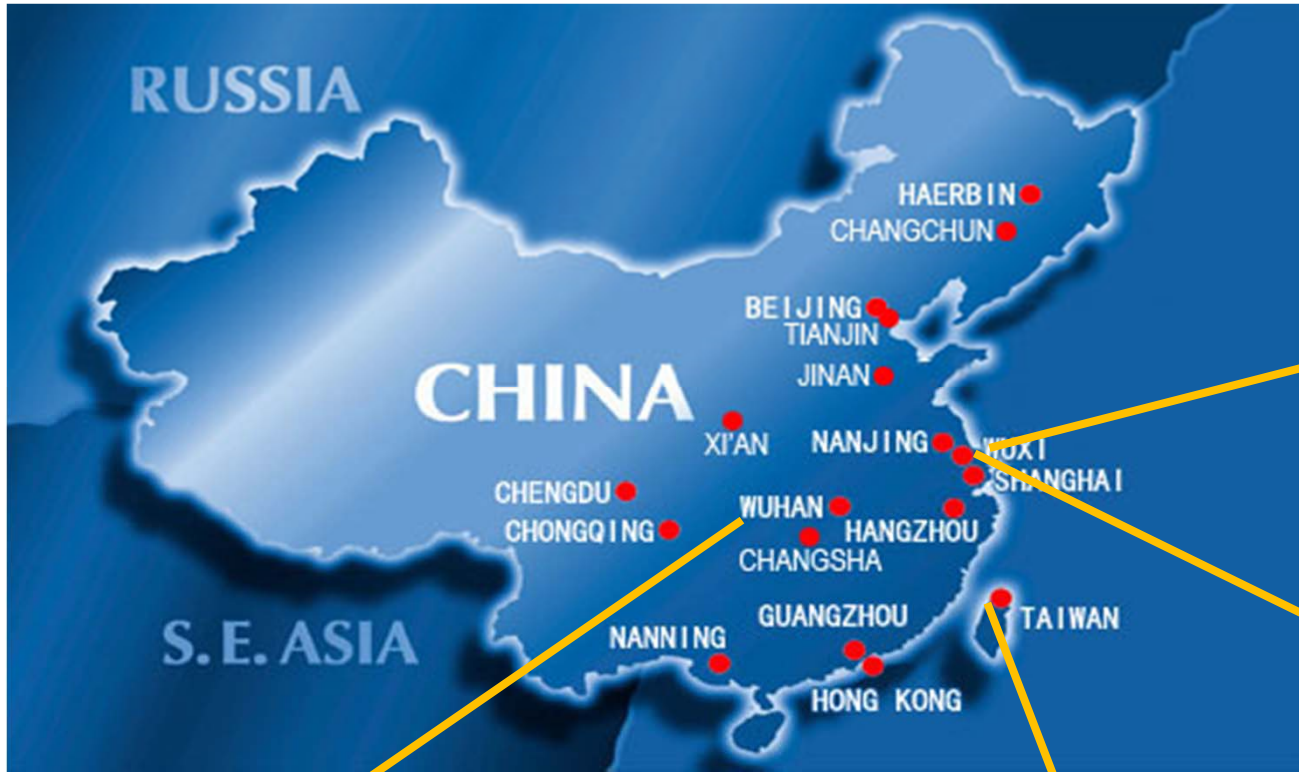 RUSSIA
HAERBIN
CHANGCHUN
BEIJING
TIANJIN
JINAN
CHINA
XI'AN
NANJING
WUXI
SHANGHAI
CHENGDU
WUHAN
CHONGQING
HANGZHOU
CHANGSHA
GUANGZHOU
TAIWAN
NANNING
S.E. ASIA
HONG KONG